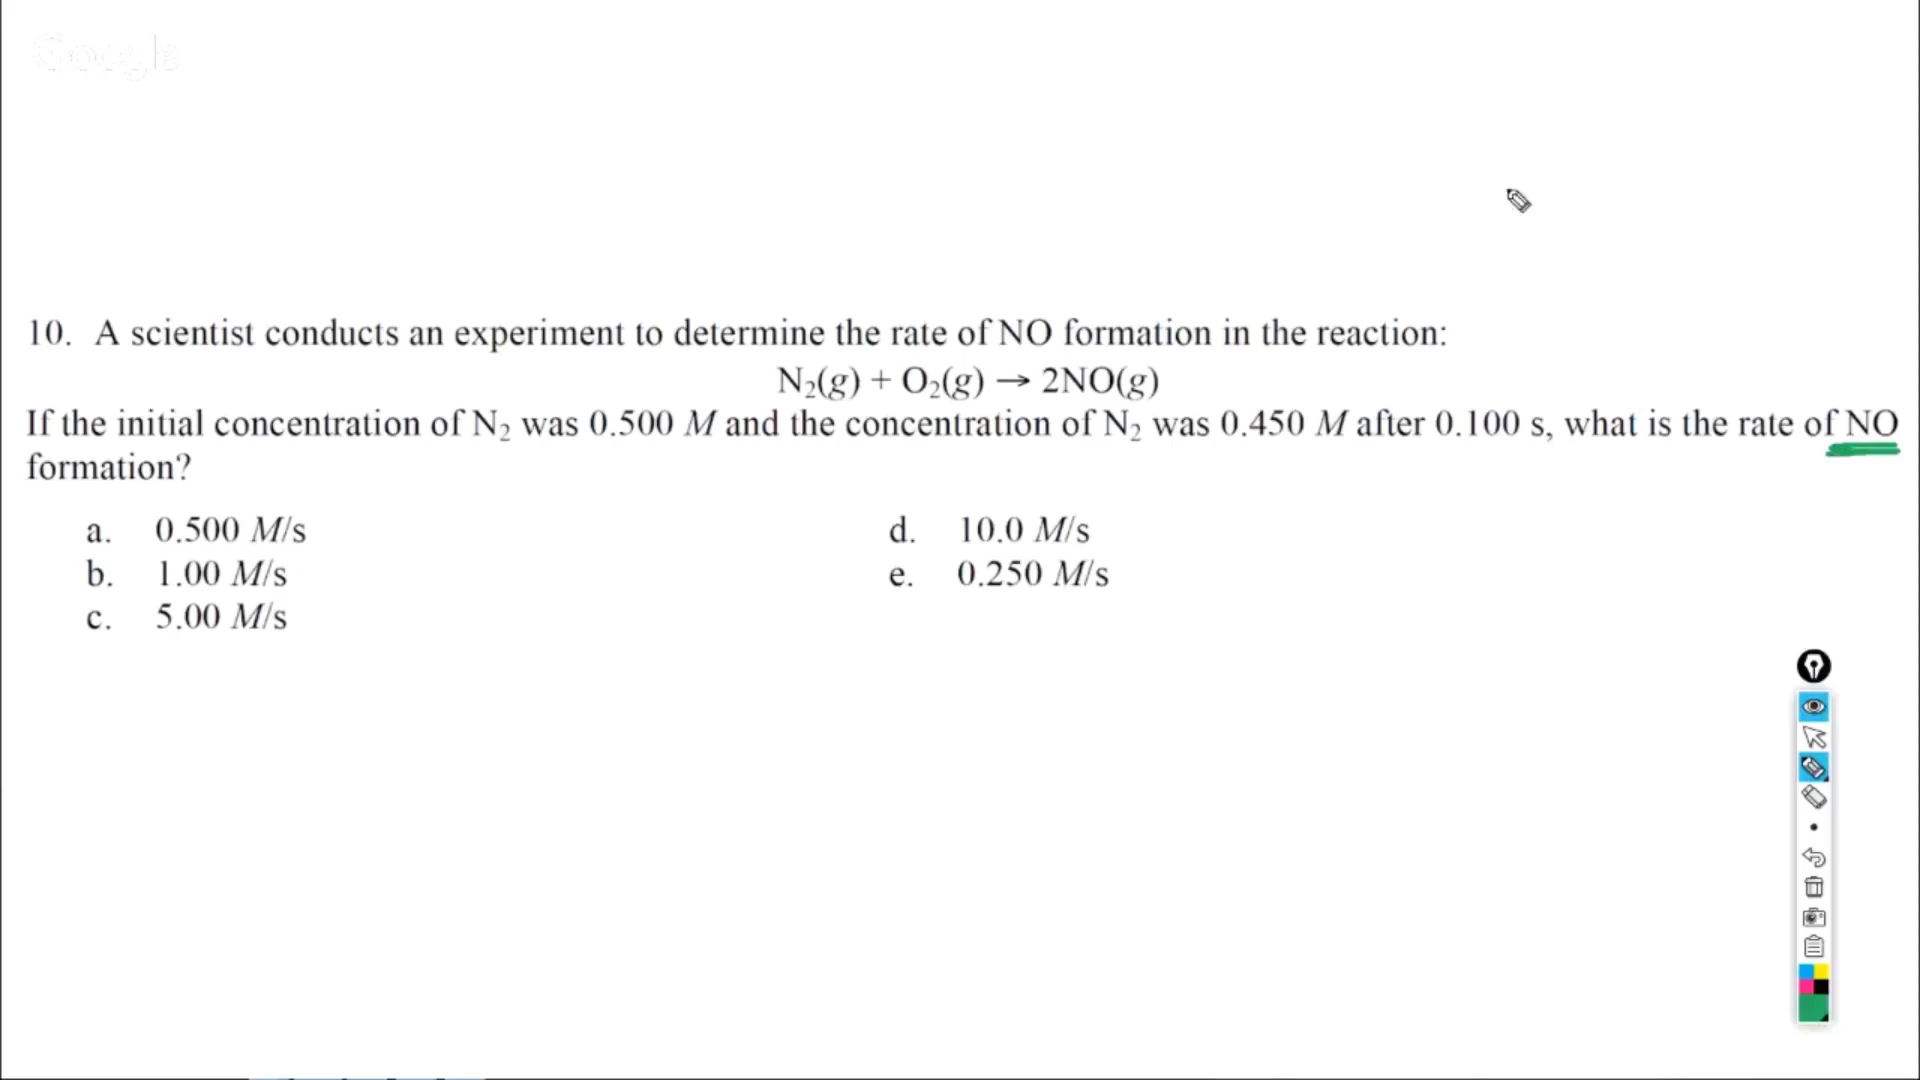 Google
10. A scientist conducts an experiment to determine the rate of NO formation in the reaction:
N₂(g) + O₂(g) → 2NO(g)
If the initial concentration of N₂ was 0.500 M and the concentration of N₂ was 0.450 M after 0.100 s, what is the rate of NO
formation?
a. 0.500 M/s
b. 1.00 M/s
c. 5.00 M/s
d. 10.0 M/s
e. 0.250 M/s